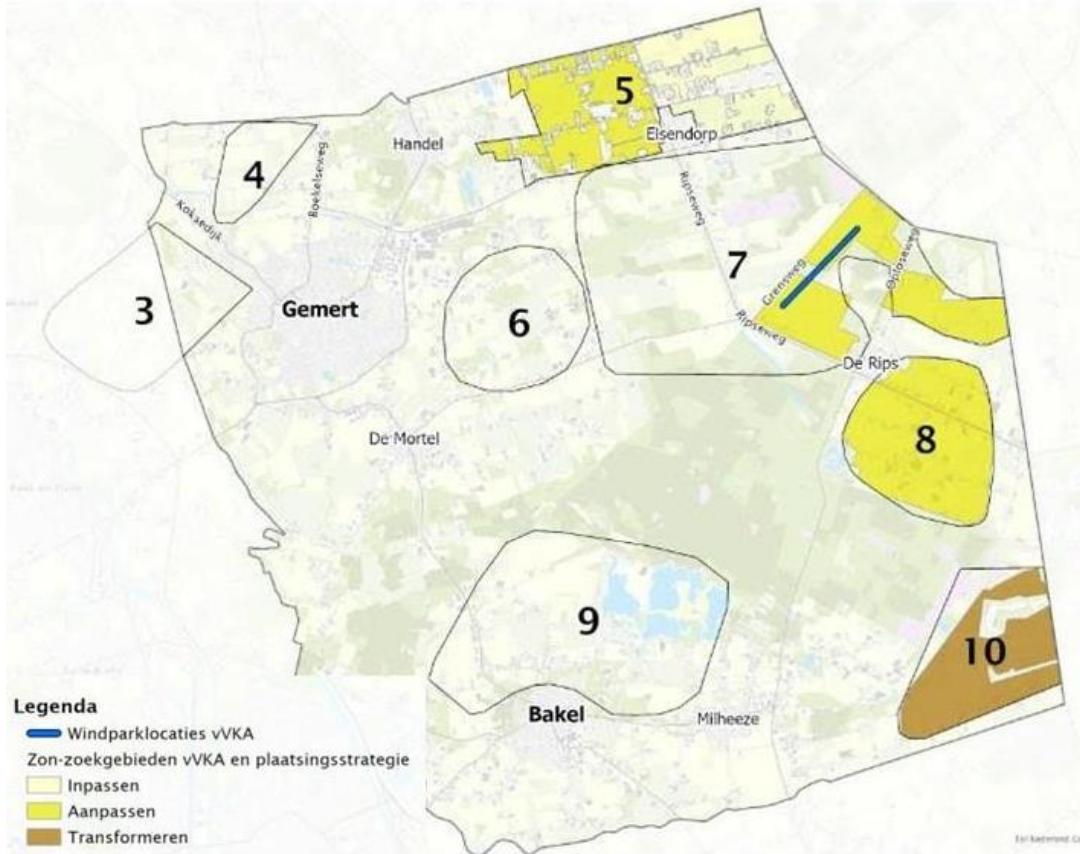 5
Elsendorp
Handel
4
Boekelseweg
Koksedijk
Ripseweg
7
Grensweg
Oploseweg
3
Gemert
6
Ripseweg
De Rips
De Mortel
8
9
10
Bakel
Milheeze
Legenda
Windparklocaties vVKA
Zon-zoekgebieden vVKA en plaatsingsstrategie
Inpassen
Aanpassen
Transformeren